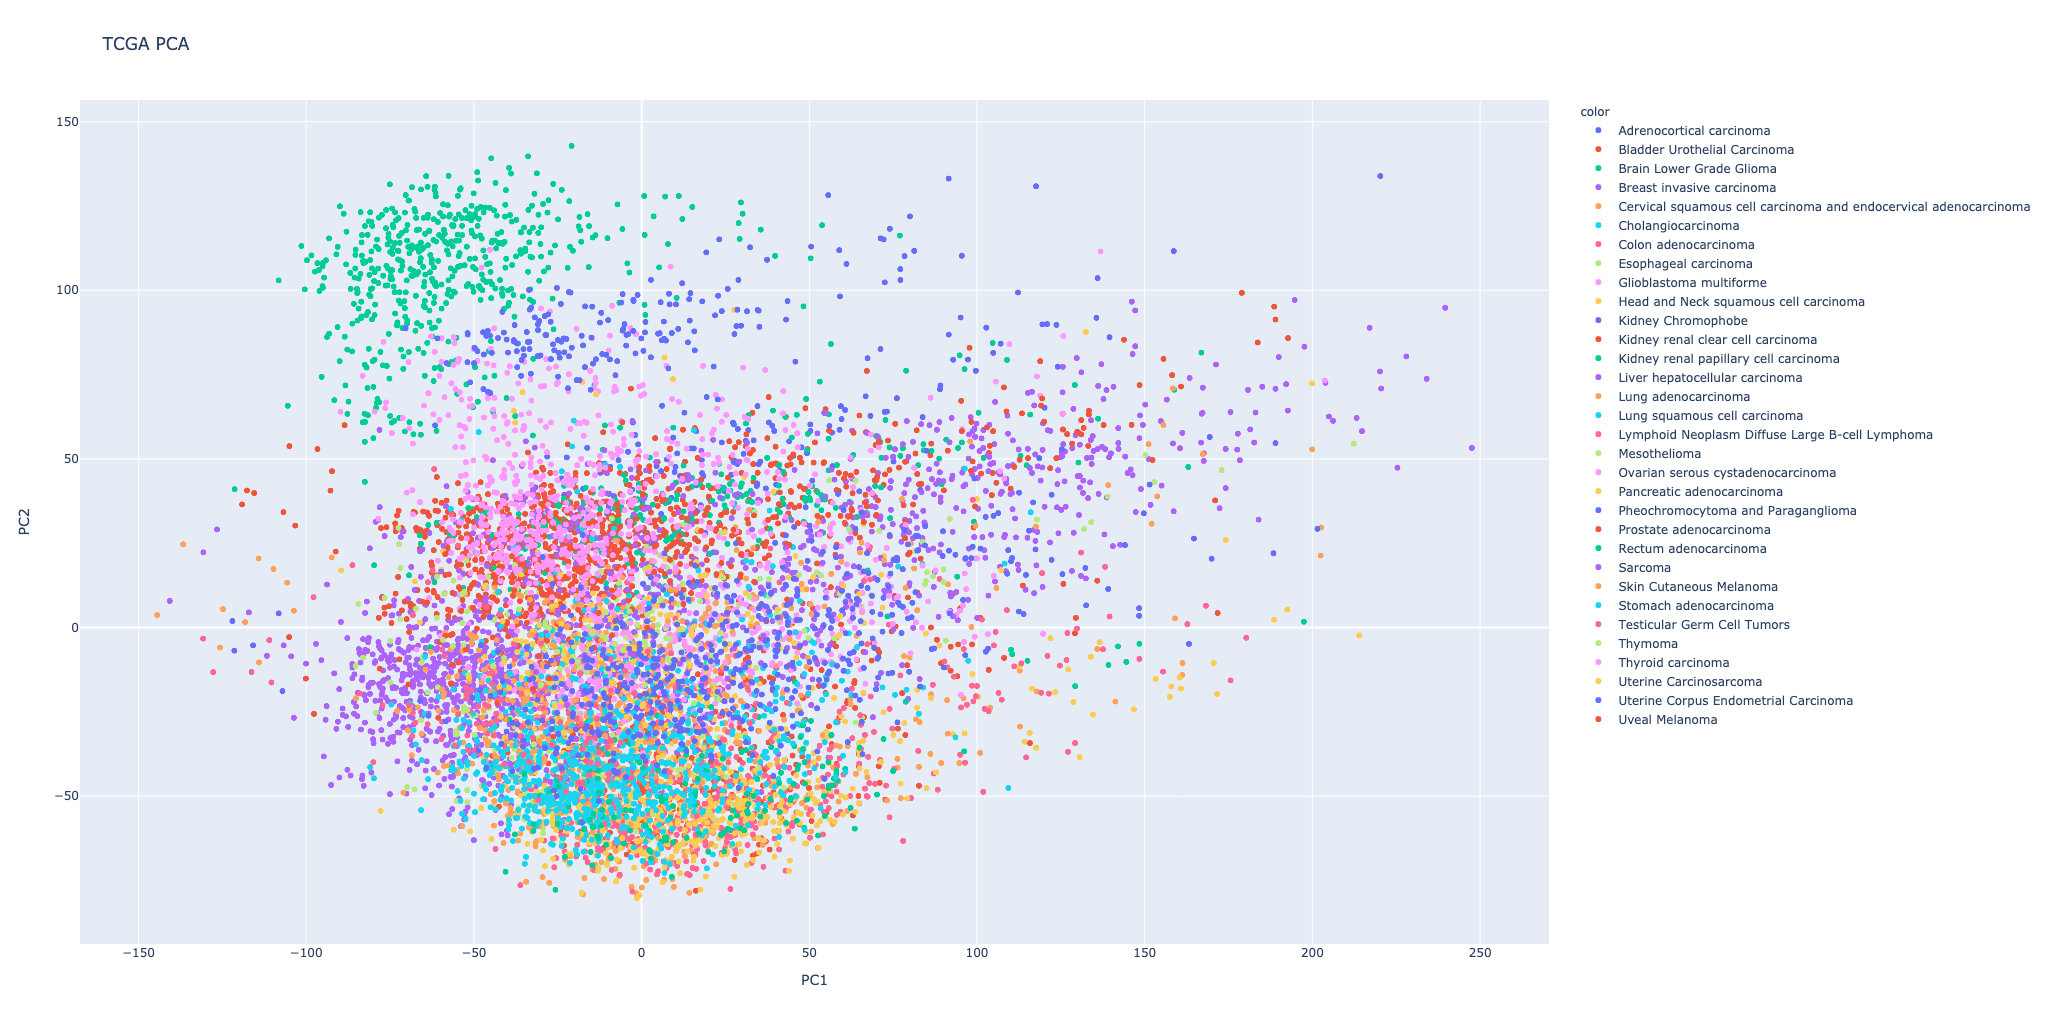 TCGA PCA
150
100
50
0
−50
PC2
−150
−100
−50
0
50
100
150
200
250
PC1
color
Adrenocortical carcinoma
Bladder Urothelial Carcinoma
Brain Lower Grade Glioma
Breast invasive carcinoma
Cervical squamous cell carcinoma and endocervical adenocarcinoma
Cholangiocarcinoma
Colon adenocarcinoma
Esophageal carcinoma
Glioblastoma multiforme
Head and Neck squamous cell carcinoma
Kidney Chromophobe
Kidney renal clear cell carcinoma
Kidney renal papillary cell carcinoma
Liver hepatocellular carcinoma
Lung adenocarcinoma
Lung squamous cell carcinoma
Lymphoid Neoplasm Diffuse Large B-cell Lymphoma
Mesothelioma
Ovarian serous cystadenocarcinoma
Pancreatic adenocarcinoma
Pheochromocytoma and Paraganglioma
Prostate adenocarcinoma
Rectum adenocarcinoma
Sarcoma
Skin Cutaneous Melanoma
Stomach adenocarcinoma
Testicular Germ Cell Tumors
Thymoma
Thyroid carcinoma
Uterine Carcinosarcoma
Uterine Corpus Endometrial Carcinoma
Uveal Melanoma